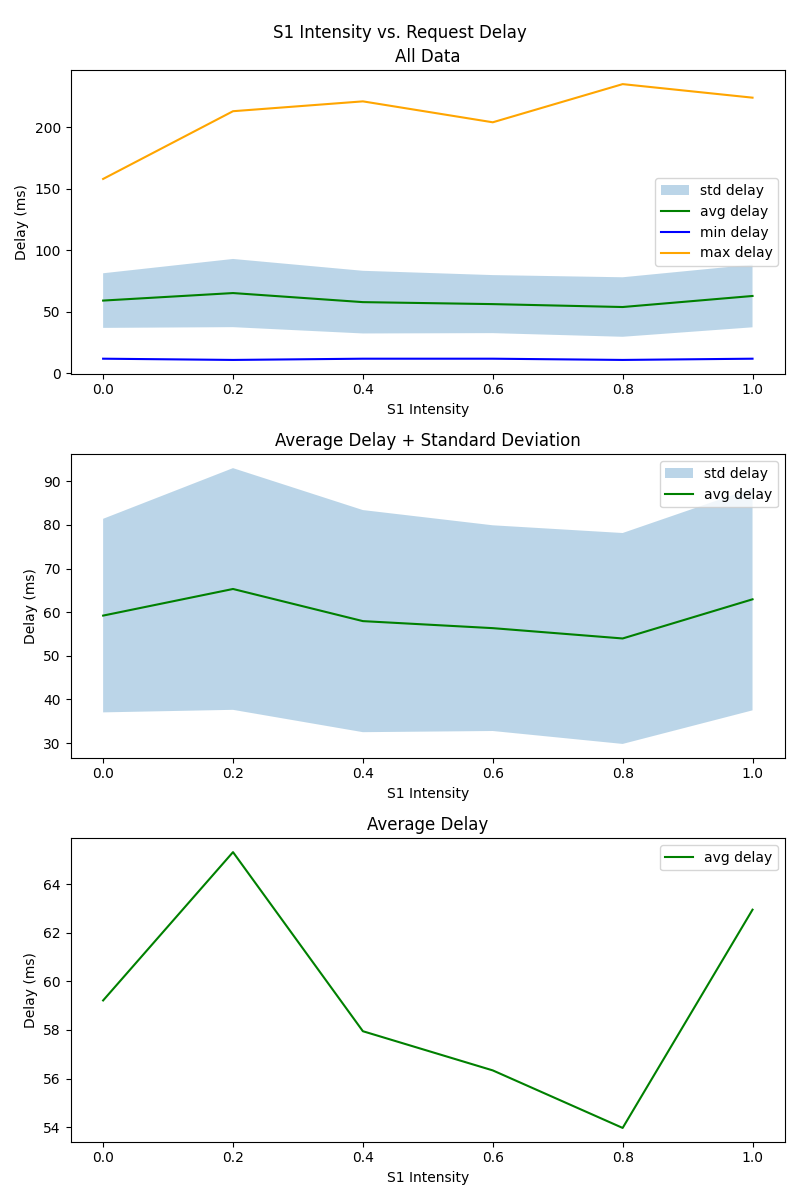 S1 Intensity vs. Request Delay
All Data
Delay (ms)
200
150
100
50
0
std delay
avg delay
min delay
max delay
0.0 0.2 0.4 0.6 0.8 1.0
S1 Intensity
Average Delay + Standard Deviation
Delay (ms)
90
80
70
60
50
40
30
std delay
avg delay
0.0 0.2 0.4 0.6 0.8 1.0
S1 Intensity
Average Delay
Delay (ms)
64
62
60
58
56
54
avg delay
0.0 0.2 0.4 0.6 0.8 1.0
S1 Intensity